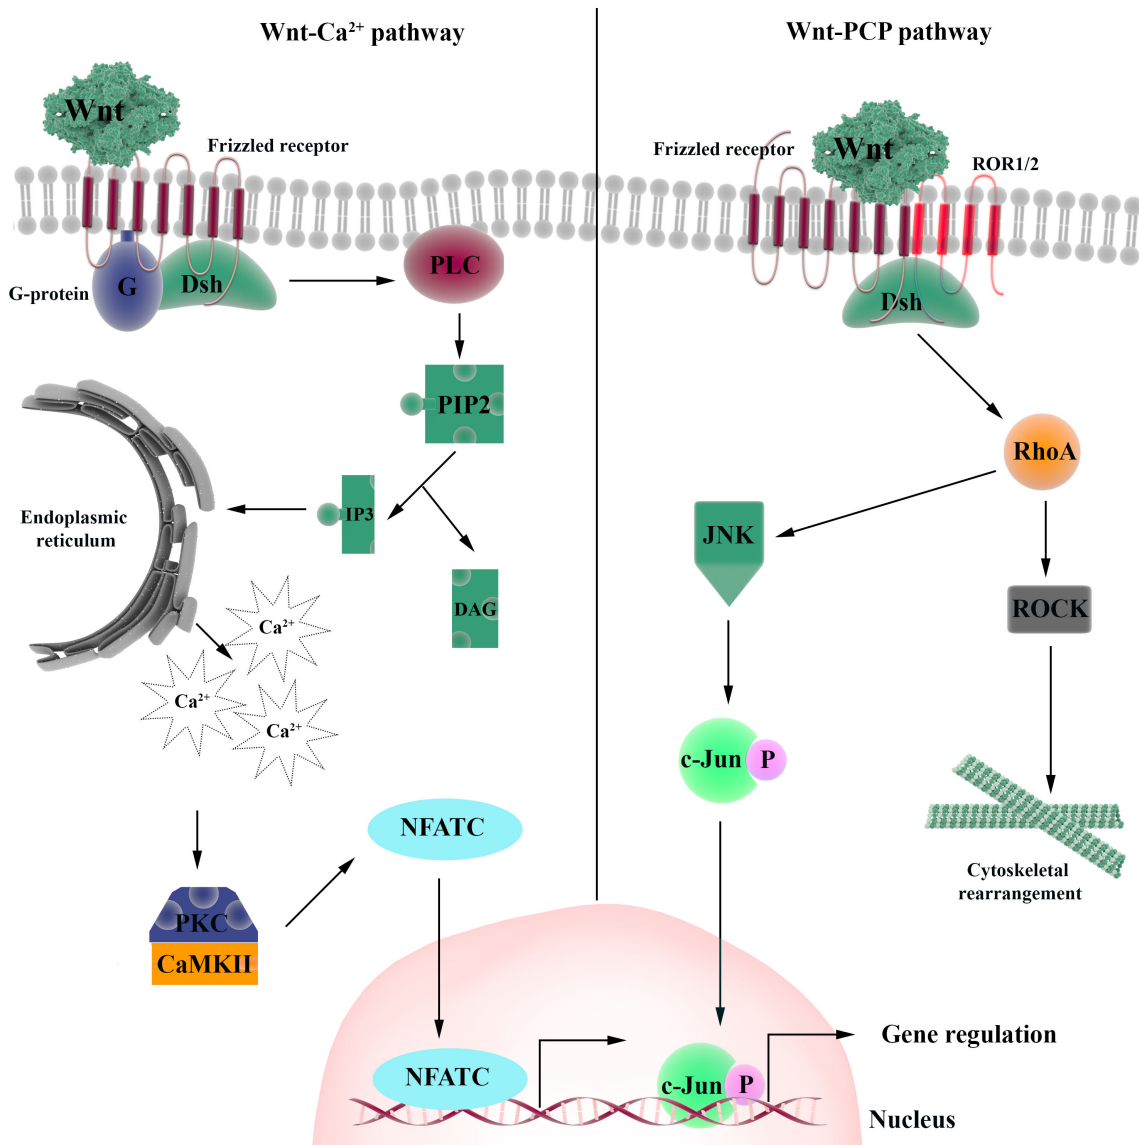 Wnt-Ca²⁺ pathway
Wnt
Frizzled receptor
G-protein
G
Dsh
PLC
PIP2
IP3
DAG
Endoplasmic
reticulum
Ca²⁺
Ca²⁺
Ca²⁺
NFATC
PKC
CaMKII
NFATC
Wnt-PCP pathway
Frizzled receptor
Wnt
ROR1/2
Dsh
RhoA
JNK
ROCK
c-Jun
P
Cytoskeletal
rearrangement
c-Jun
P
Gene regulation
Nucleus